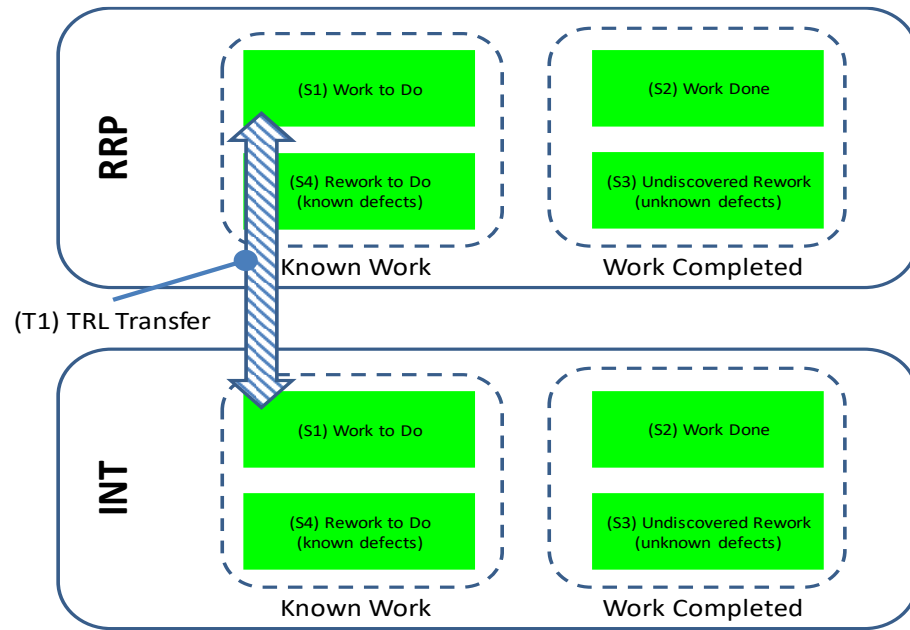 RRP
(S1) Work to Do
(S2) Work Done
(S4) Rework to Do
(known defects)
(S3) Undiscovered Rework
(unknown defects)
Known Work
Work Completed
(T1) TRL Transfer
INT
(S1) Work to Do
(S2) Work Done
(S4) Rework to Do
(known defects)
(S3) Undiscovered Rework
(unknown defects)
Known Work
Work Completed